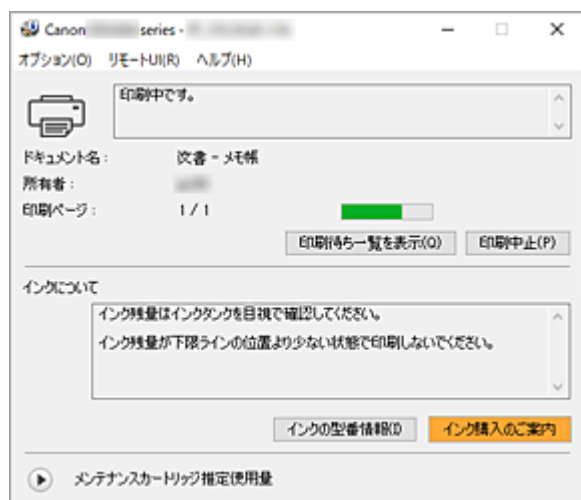 Canon series -
オプション(O) リモートUI(R) ヘルプ(H)
印刷中です。
ドキュメント名： 文書 - メモ帳
所有者：
印刷ページ： 1 / 1
印刷待ち一覧を表示(Q) 印刷中止(P)
インクについて
インク残量はインクタンクを目視で確認してください。
インク残量が下限ラインの位置より少ない状態で印刷しないでください。
インクの型番情報(I) インク購入のご案内
メンテナンスカートリッジ指定使用量